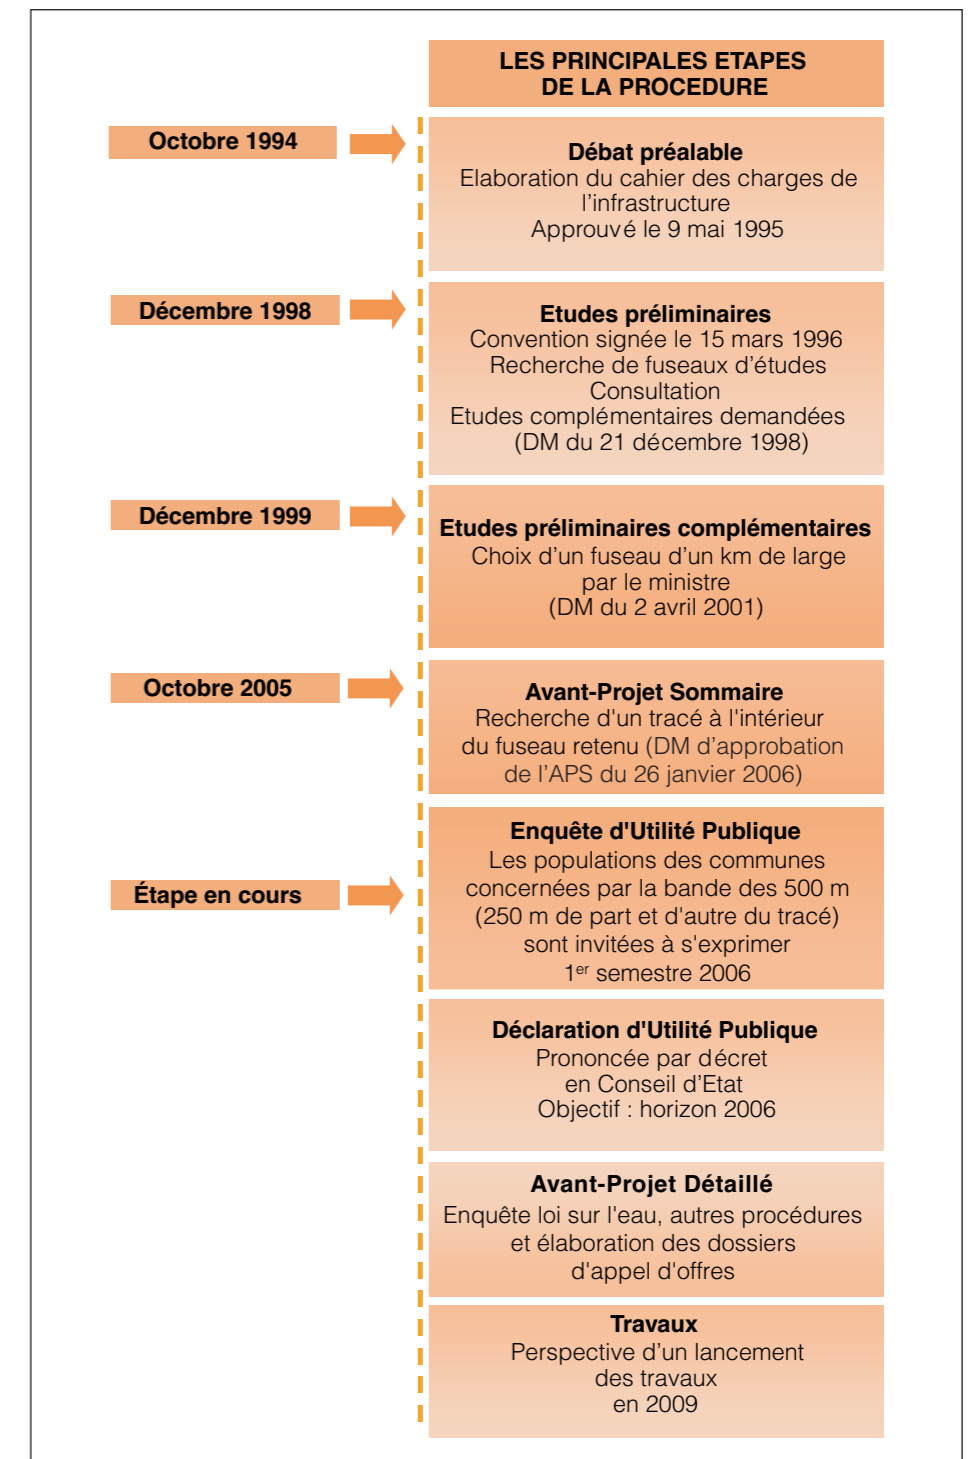 LES PRINCIPALES ETAPES
DE LA PROCEDURE
Octobre 1994
Débat préalable
Elaboration du cahier des charges de
l'infrastructure
Approuvé le 9 mai 1995
Décembre 1998
Etudes préliminaires
Convention signée le 15 mars 1996
Recherche de fuseaux d'études
Consultation
Etudes complémentaires demandées
(DM du 21 décembre 1998)
Décembre 1999
Etudes préliminaires complémentaires
Choix d'un fuseau d'un km de large
par le ministre
(DM du 2 avril 2001)
Octobre 2005
Avant-Projet Sommaire
Recherche d'un tracé à l'intérieur
du fuseau retenu (DM d'approbation
de l'APS du 26 janvier 2006)
Étape en cours
Enquête d'Utilité Publique
Les populations des communes
concernées par la bande des 500 m
(250 m de part et d'autre du tracé)
sont invitées à s'exprimer
1er semestre 2006
Déclaration d'Utilité Publique
Prononcée par décret
en Conseil d'Etat
Objectif : horizon 2006
Avant-Projet Détaillé
Enquête loi sur l'eau, autres procédures
et élaboration des dossiers
d'appel d'offres
Travaux
Perspective d'un lancement
des travaux
en 2009